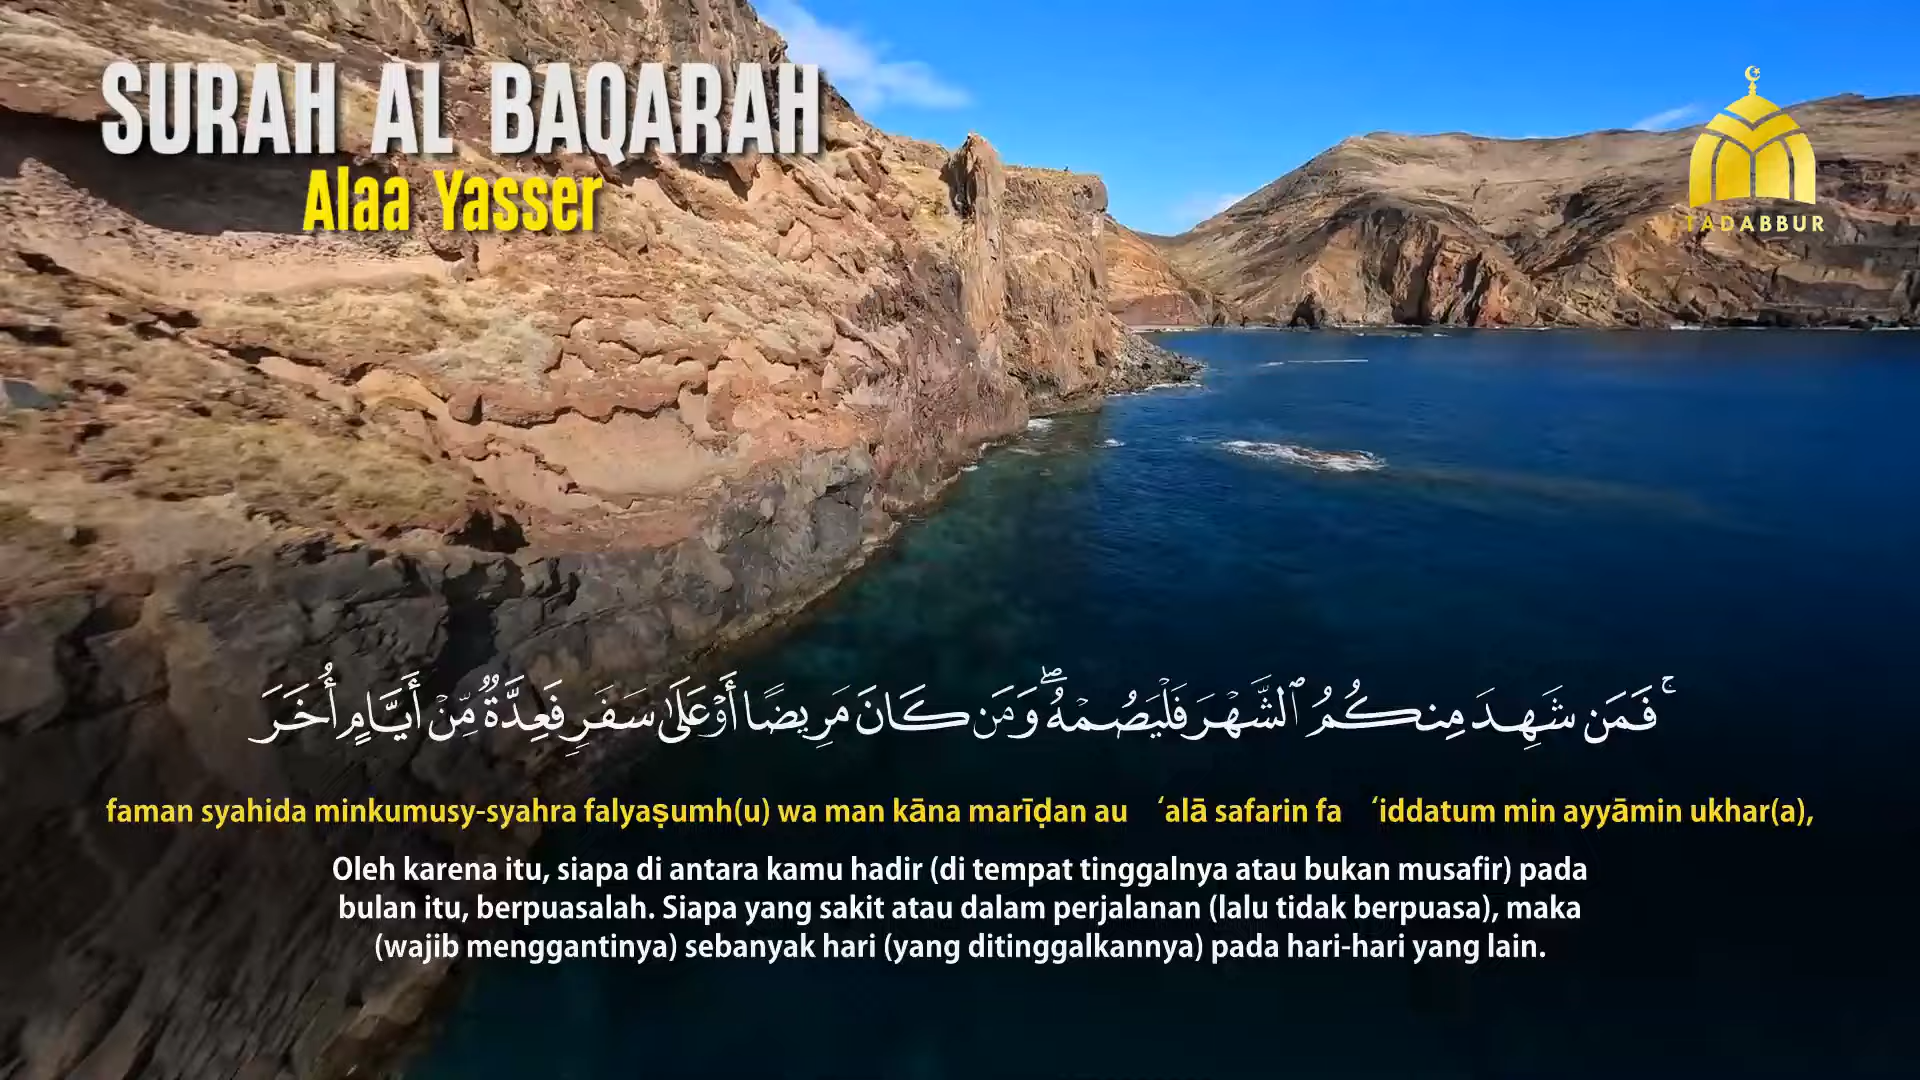 SURAH AL BAQARAH
Alaa Yasser
TADABBUR
ۚ فَمَن شَهِدَ مِنكُمُ ٱلشَّهْرَ فَلْيَصُمْهُ ۖ وَمَن كَانَ مَرِيضًا أَوْ عَلَىٰ سَفَرٍ فَعِدَّةٌ مِّنْ أَيَّامٍ أُخَرَ
faman syahida minkumusy-syahra falyaṣumh(u) wa man kāna marīḍan au ‘alā safarin fa ‘iddatum min ayyāmin ukhar(a),
Oleh karena itu, siapa di antara kamu hadir (di tempat tinggalnya atau bukan musafir) pada
bulan itu, berpuasalah. Siapa yang sakit atau dalam perjalanan (lalu tidak berpuasa), maka
(wajib menggantinya) sebanyak hari (yang ditinggalkannya) pada hari-hari yang lain.